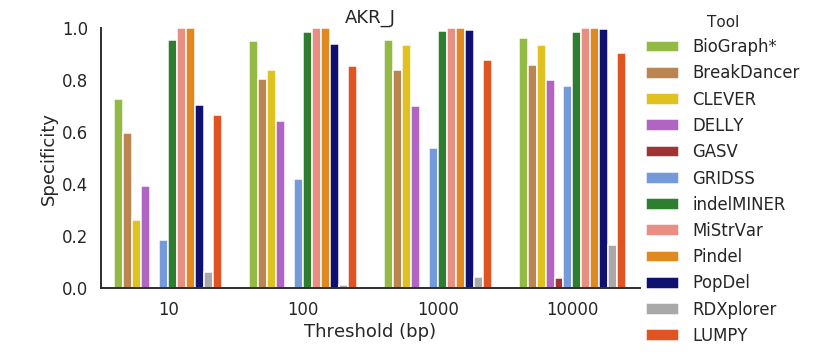 AKR_J
Specificity
1.0
0.8
0.6
0.4
0.2
0.0
10
100
1000
10000
Threshold (bp)
Tool
BioGraph*
BreakDancer
CLEVER
DELLY
GASV
GRIDSS
indelMINER
MiStrVar
Pindel
PopDel
RDXplorer
LUMPY